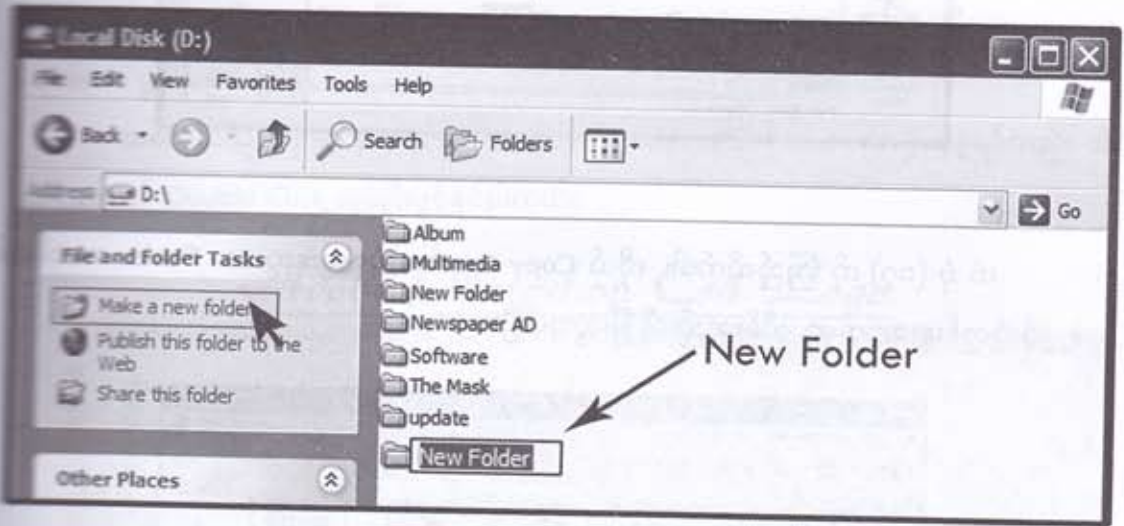 Local Disk (D:)
File Edit View Favorites Tools Help
Back Search Folders
Address D:\ Go
File and Folder Tasks
Make a new folder
Publish this folder to the
Web
Share this folder
Other Places
Album
Multimedia
New Folder
Newspaper AD
Software
The Mask
update
New Folder
New Folder